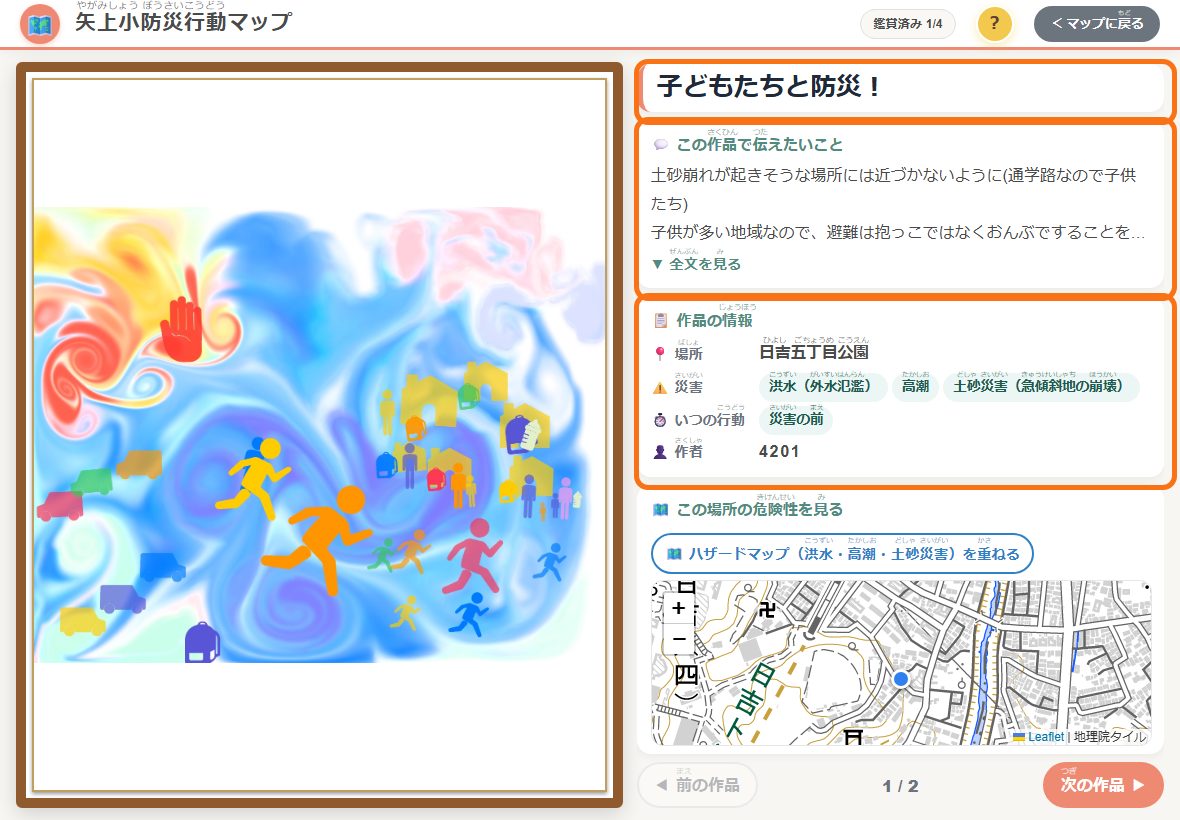 矢上小防災行動マップ
やがみしょう ぼうさいこうどう
鑑賞済み 1/4
?
< マップに戻る
もど
子どもたちと防災！
この作品で伝えたいこと
さくひん つた
土砂崩れが起きそうな場所には近づかないように(通学路なので子供
たち)
子供が多い地域なので、避難は抱っこではなくおんぶですることを…
▼ 全文を見る
ぜんぶん み
作品の情報
じょうほう
場所 日吉五丁目公園
ばしょ ひよし ごちょうめ こうえん
災害 洪水（外水氾濫） 高潮 土砂災害（急傾斜地の崩壊）
さいがい こうずい がいすいはんらん たかしお どしゃ さいがい きゅうけいしゃち ほうかい
いつの行動 災害の前
こうどう さいがい まえ
作者 4201
さくしゃ
この場所の危険性を見る
きけんせい み
ハザードマップ（洪水・高潮・土砂災害）を重ねる
こうずい たかしお どしゃ さいがい かさ
+
−
四
）
日吉
Leaflet | 地理院タイル
◀ 前の作品
まえ
1 / 2
次の作品 ▶
つぎ